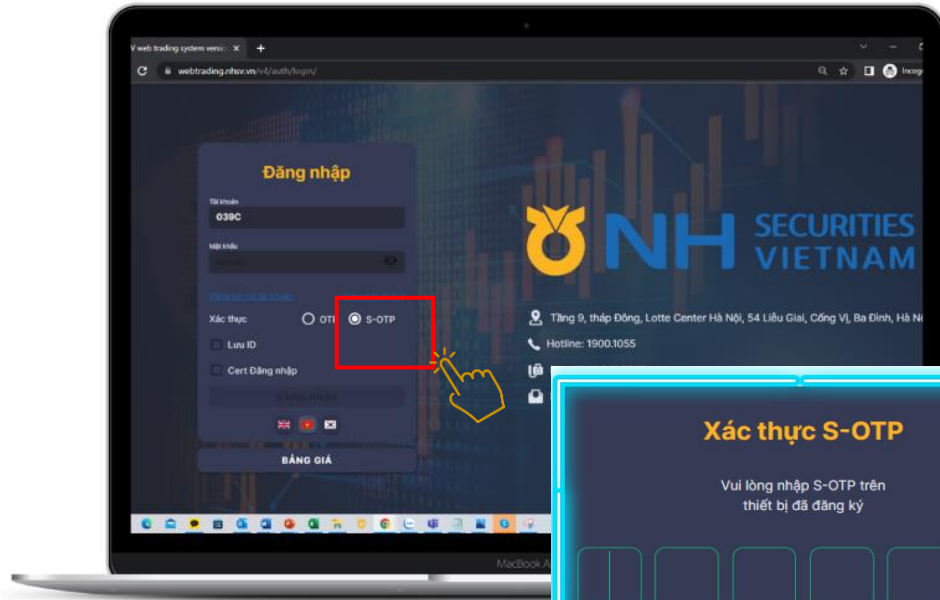 V web trading system versio
webtrading.nhsv.vn/v4/auth/login/
Đăng nhập
Tài khoản
039C
Mật khẩu
Xác thực
OTP
S-OTP
Lưu ID
Cert Đăng nhập
ĐĂNG NHẬP
BẢNG GIÁ
NH SECURITIES
VIETNAM
Tầng 9, tháp Đông, Lotte Center Hà Nội, 54 Liễu Giai, Cống Vị, Ba Đình, Hà N
Hotline: 1900.1055
MacBook A
Xác thực S-OTP
Vui lòng nhập S-OTP trên
thiết bị đã đăng ký